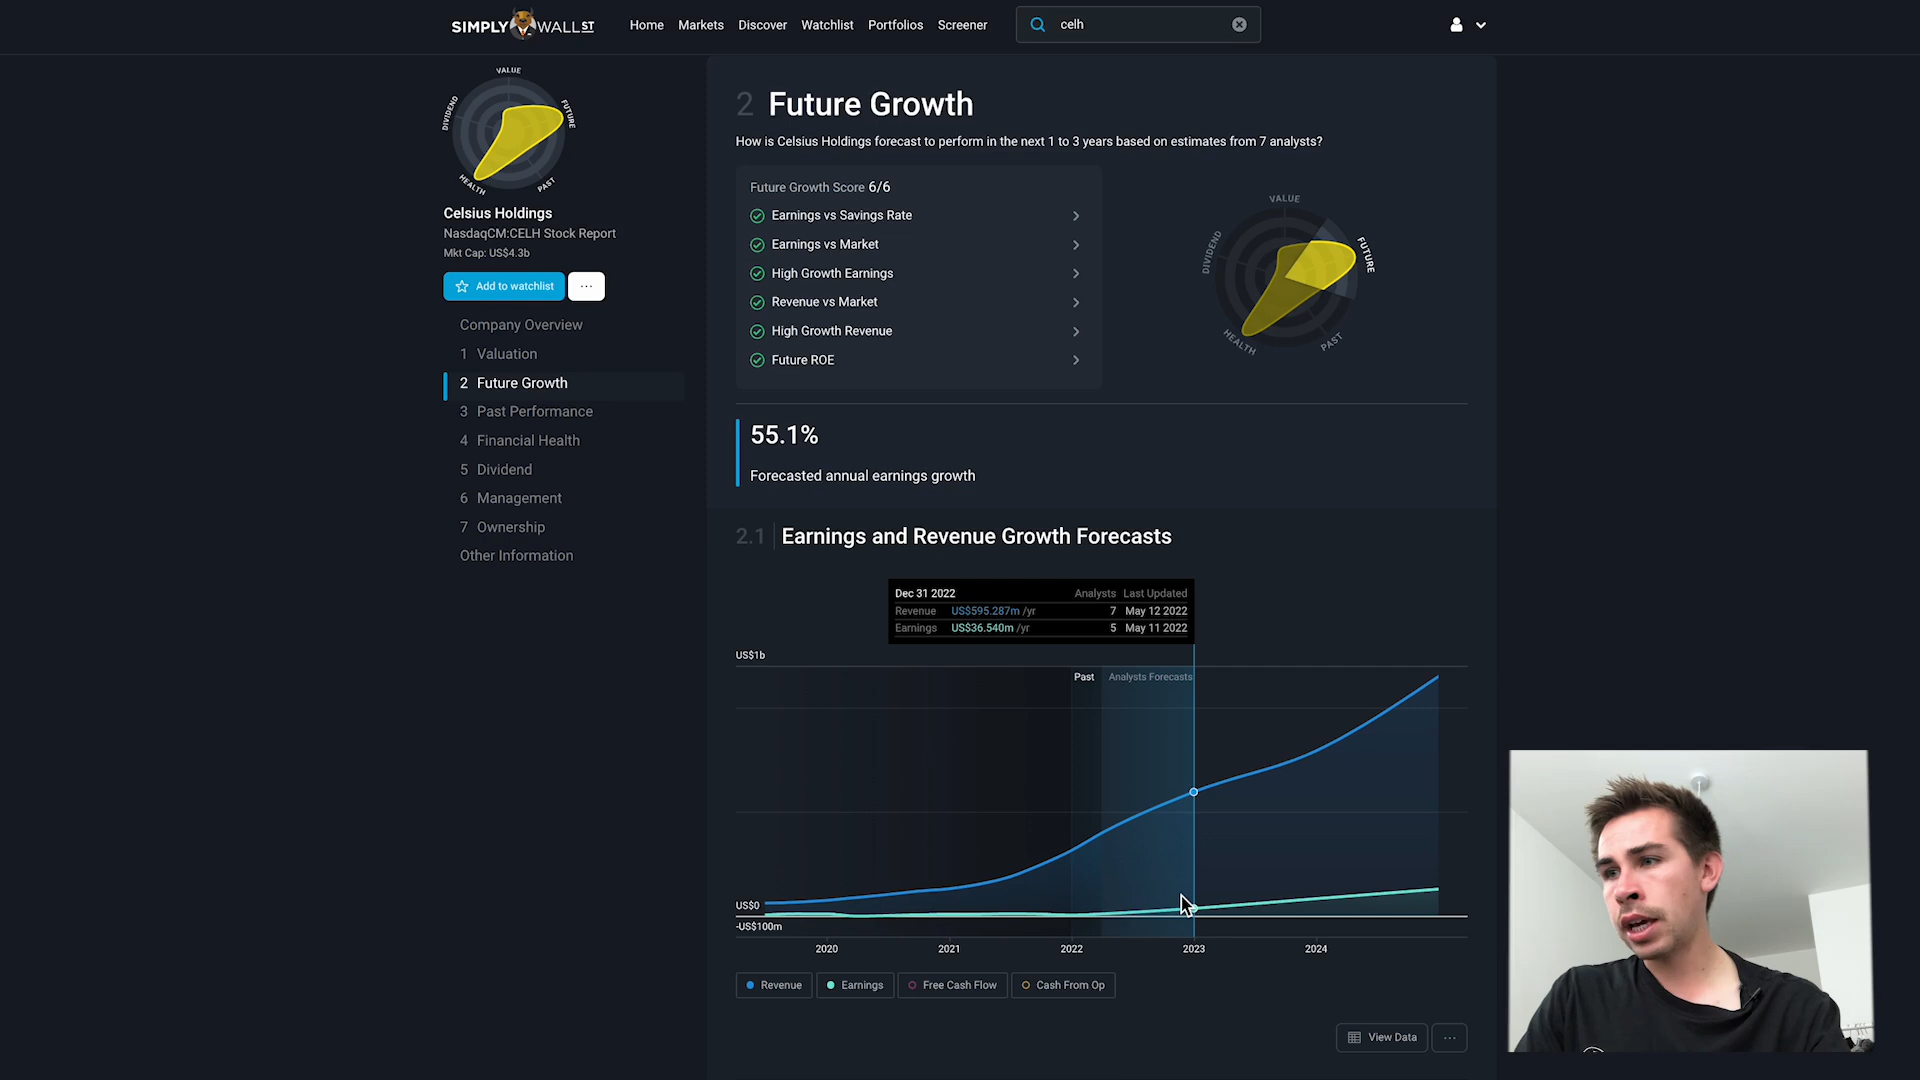 SIMPLY WALL ST
Home Markets Discover Watchlist Portfolios Screener
celh
VALUE
FUTURE
PAST
HEALTH
DIVIDEND
Celsius Holdings
NasdaqCM:CELH Stock Report
Mkt Cap: US$4.3b
Add to watchlist
...
Company Overview
1 Valuation
2 Future Growth
3 Past Performance
4 Financial Health
5 Dividend
6 Management
7 Ownership
Other Information
2 Future Growth
How is Celsius Holdings forecast to perform in the next 1 to 3 years based on estimates from 7 analysts?
Future Growth Score 6/6
Earnings vs Savings Rate
Earnings vs Market
High Growth Earnings
Revenue vs Market
High Growth Revenue
Future ROE
VALUE
FUTURE
PAST
HEALTH
DIVIDEND
55.1%
Forecasted annual earnings growth
2.1 Earnings and Revenue Growth Forecasts
Dec 31 2022 Analysts Last Updated
Revenue US$595.287m /yr 7 May 12 2022
Earnings US$36.540m /yr 5 May 11 2022
US$1b
Past Analysts Forecasts
US$0
-US$100m
2020 2021 2022 2023 2024
Revenue Earnings Free Cash Flow Cash From Op
View Data ...